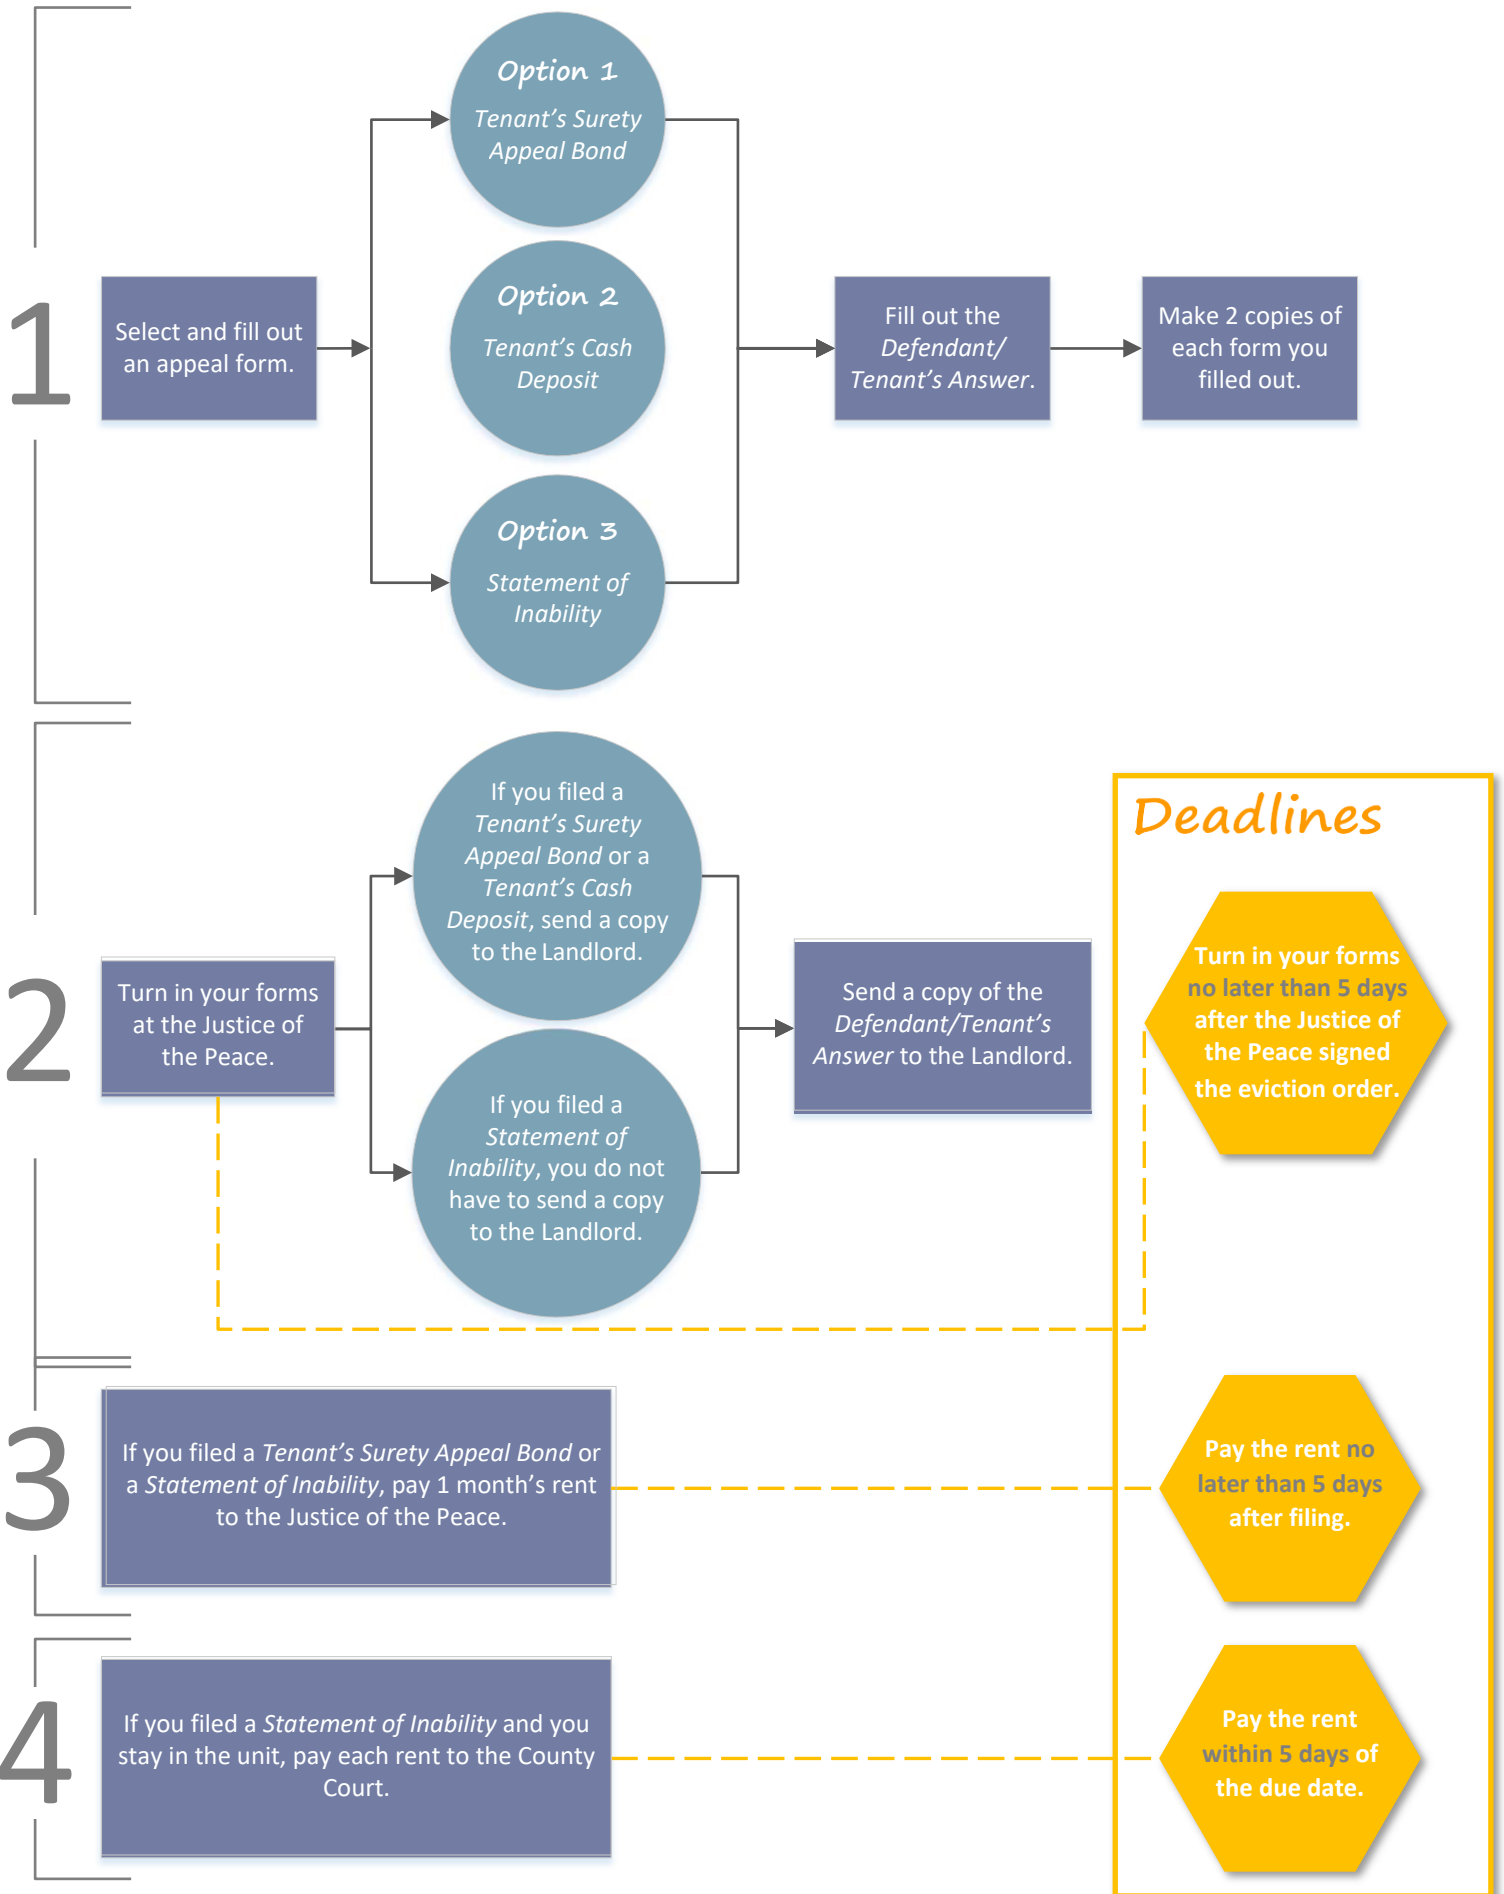 1
Select and fill out
an appeal form.
Option 1
Tenant’s Surety
Appeal Bond
Option 2
Tenant’s Cash
Deposit
Option 3
Statement of
Inability
Fill out the
Defendant/
Tenant’s Answer.
Make 2 copies of
each form you
filled out.
2
Turn in your forms
at the Justice of
the Peace.
If you filed a
Tenant’s Surety
Appeal Bond or a
Tenant’s Cash
Deposit, send a copy
to the Landlord.
If you filed a
Statement of
Inability, you do not
have to send a copy
to the Landlord.
Send a copy of the
Defendant/Tenant’s
Answer to the Landlord.
Deadlines
Turn in your forms
no later than 5 days
after the Justice of
the Peace signed
the eviction order.
3
If you filed a Tenant’s Surety Appeal Bond or
a Statement of Inability, pay 1 month’s rent
to the Justice of the Peace.
Pay the rent no
later than 5 days
after filing.
4
If you filed a Statement of Inability and you
stay in the unit, pay each rent to the County
Court.
Pay the rent
within 5 days of
the due date.